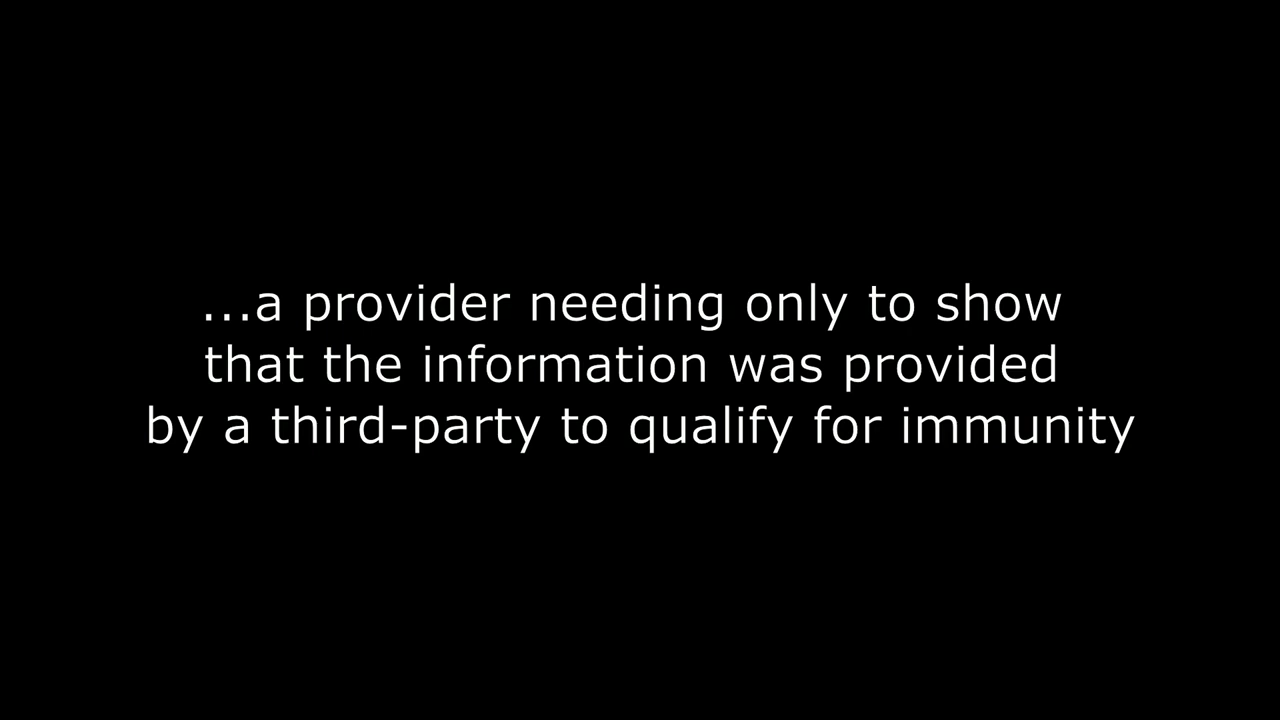 ...a provider needing only to show
that the information was provided
by a third-party to qualify for immunity